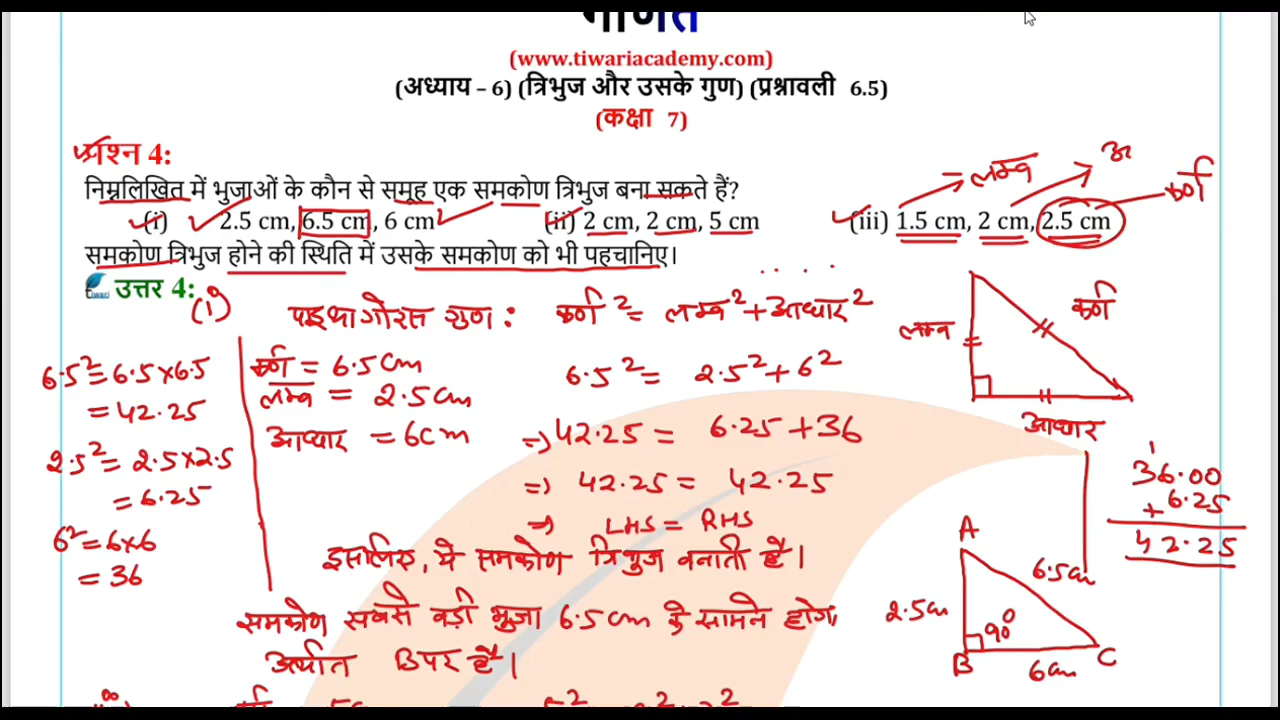 गणित
(www.tiwariacademy.com)
(अध्याय – 6) (त्रिभुज और उसके गुण) (प्रश्नावली 6.5)
(कक्षा 7)
प्रश्न 4:
निम्नलिखित में भुजाओं के कौन से समूह एक समकोण त्रिभुज बना सकते हैं?
(i) 2.5 cm, 6.5 cm, 6 cm (ii) 2 cm, 2 cm, 5 cm (iii) 1.5 cm, 2 cm, 2.5 cm
लम्ब
कर्ण
समकोण त्रिभुज होने की स्थिति में उसके समकोण को भी पहचानिए।
Tiwari
उत्तर 4:
(i) पाइथागोरस गुण : कर्ण² = लम्ब² + आधार²
लम्ब
कर्ण
आधार
6.5² = 6.5×6.5
= 42.25
2.5² = 2.5×2.5
= 6.25
6² = 6×6
= 36
कर्ण = 6.5cm
लम्ब = 2.5cm
आधार = 6cm
6.5² = 2.5² + 6²
=> 42.25 = 6.25 + 36
=> 42.25 = 42.25
=> LHS = RHS
1
36.00
+ 6.25
42.25
इसलिए, ये समकोण त्रिभुज बनाती है।
समकोण सबसे बड़ी भुजा 6.5cm के सामने होगा,
अर्थात B पर है।
A
2.5cm
6.5cm
90°
B
6cm
C